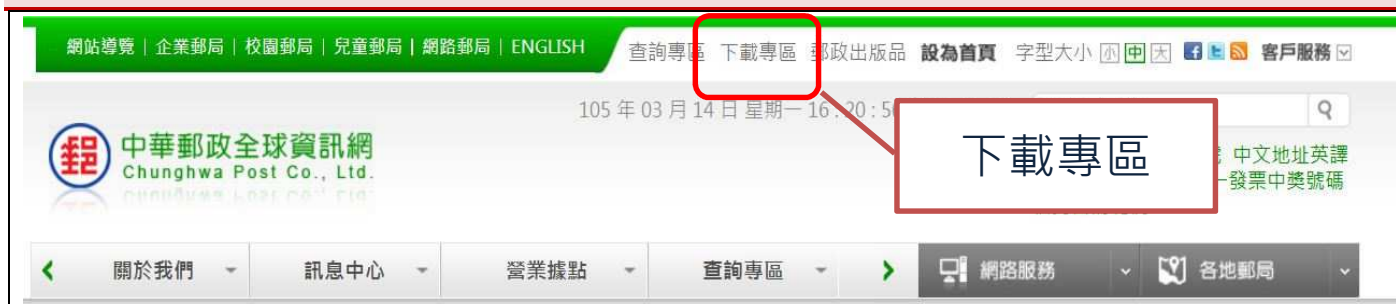 網站導覽 | 企業郵局 | 校園郵局 | 兒童郵局 | 網路郵局 | ENGLISH
查詢專區 下載專區 郵政出版品 設為首頁 字型大小 小 中 大 客戶服務
105 年 03 月 14 日 星期一 16 : 20 : 5
下載專區
中華郵政全球資訊網
Chunghwa Post Co., Ltd.
中文地址英譯
發票中獎號碼
關於我們 訊息中心 營業據點 查詢專區 網路服務 各地郵局